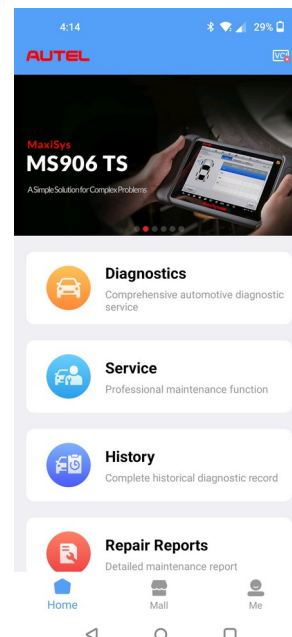 4:14
29%
AUTEL
VCI
MaxiSys
MS906 TS
A Simple Solution for Complex Problems
Diagnostics
Comprehensive automotive diagnostic
service
Service
Professional maintenance function
History
Complete historical diagnostic record
Repair Reports
Detailed maintenance report
Home
Mall
Me